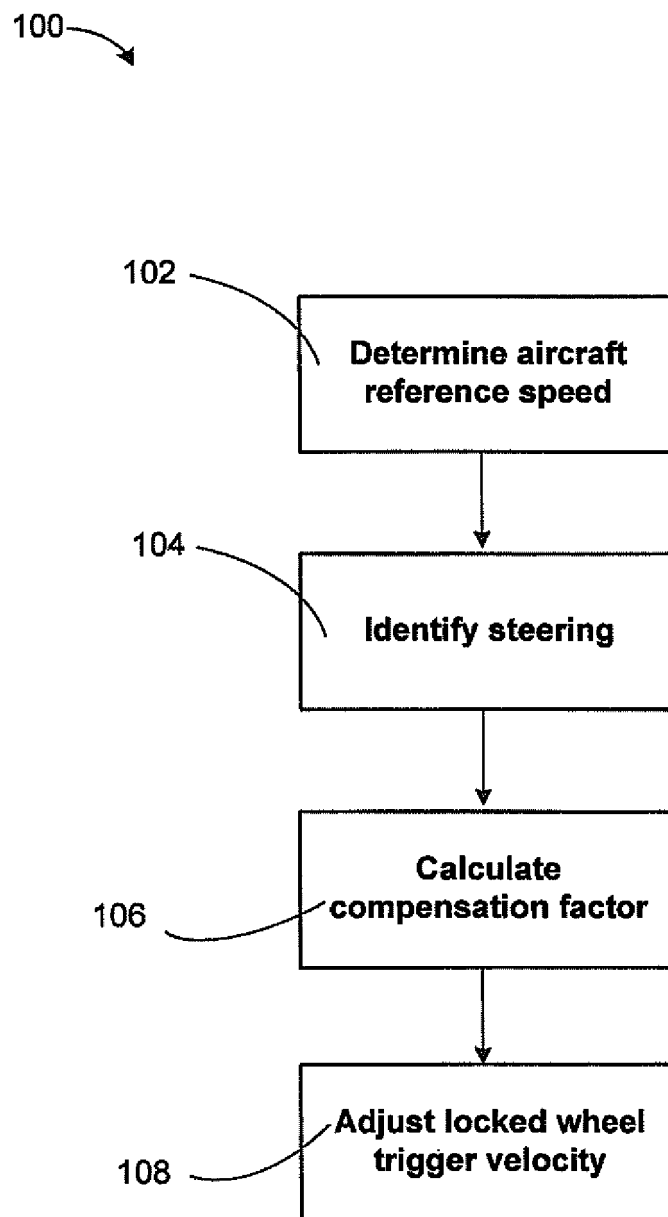 100
102
Determine aircraft
reference speed
104
Identify steering
Calculate
compensation factor
106
Adjust locked wheel
trigger velocity
108